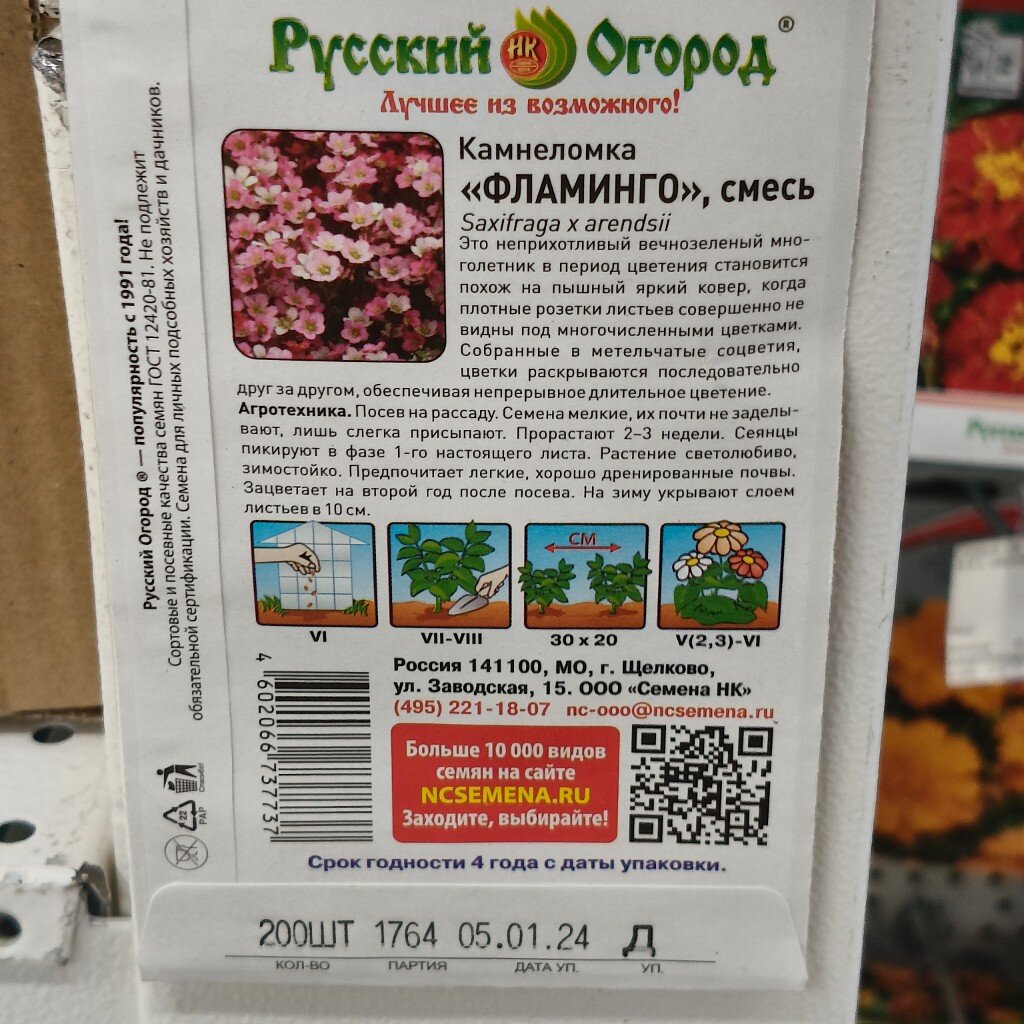 Русский НК Огород®
Лучшее из возможного!
Камнеломка
«ФЛАМИНГО», смесь
Saxifraga x arendsii
Это неприхотливый вечнозеленый мно-
голетник в период цветения становится
похож на пышный яркий ковер, когда
плотные розетки листьев совершенно не
видны под многочисленными цветками.
Собранные в метельчатые соцветия,
цветки раскрываются последовательно
друг за другом, обеспечивая непрерывное длительное цветение.
Агротехника. Посев на рассаду. Семена мелкие, их почти не заделы-
вают, лишь слегка присыпают. Прорастают 2–3 недели. Сеянцы
пикируют в фазе 1-го настоящего листа. Растение светолюбиво,
зимостойко. Предпочитает легкие, хорошо дренированные почвы.
Зацветает на второй год после посева. На зиму укрывают слоем
листьев в 10 см.
СМ
VI VII-VIII 30 x 20 V(2,3)-VI
Россия 141100, МО, г. Щелково,
ул. Заводская, 15. ООО «Семена НК»
(495) 221-18-07 nc-ooo@ncsemena.ru
4 602066 737737
Больше 10 000 видов
семян на сайте
NCSEMENA.RU
Заходите, выбирайте!
Срок годности 4 года с даты упаковки.
200ШТ 1764 05.01.24 Д
КОЛ-ВО ПАРТИЯ ДАТА УП. УП.
Русский Огород ® — популярность с 1991 года!
Сортовые и посевные качества семян ГОСТ 12420-81. Не подлежит
обязательной сертификации. Семена для личных подсобных хозяйств и дачников.
Спасибо!
22
PAP
Русский